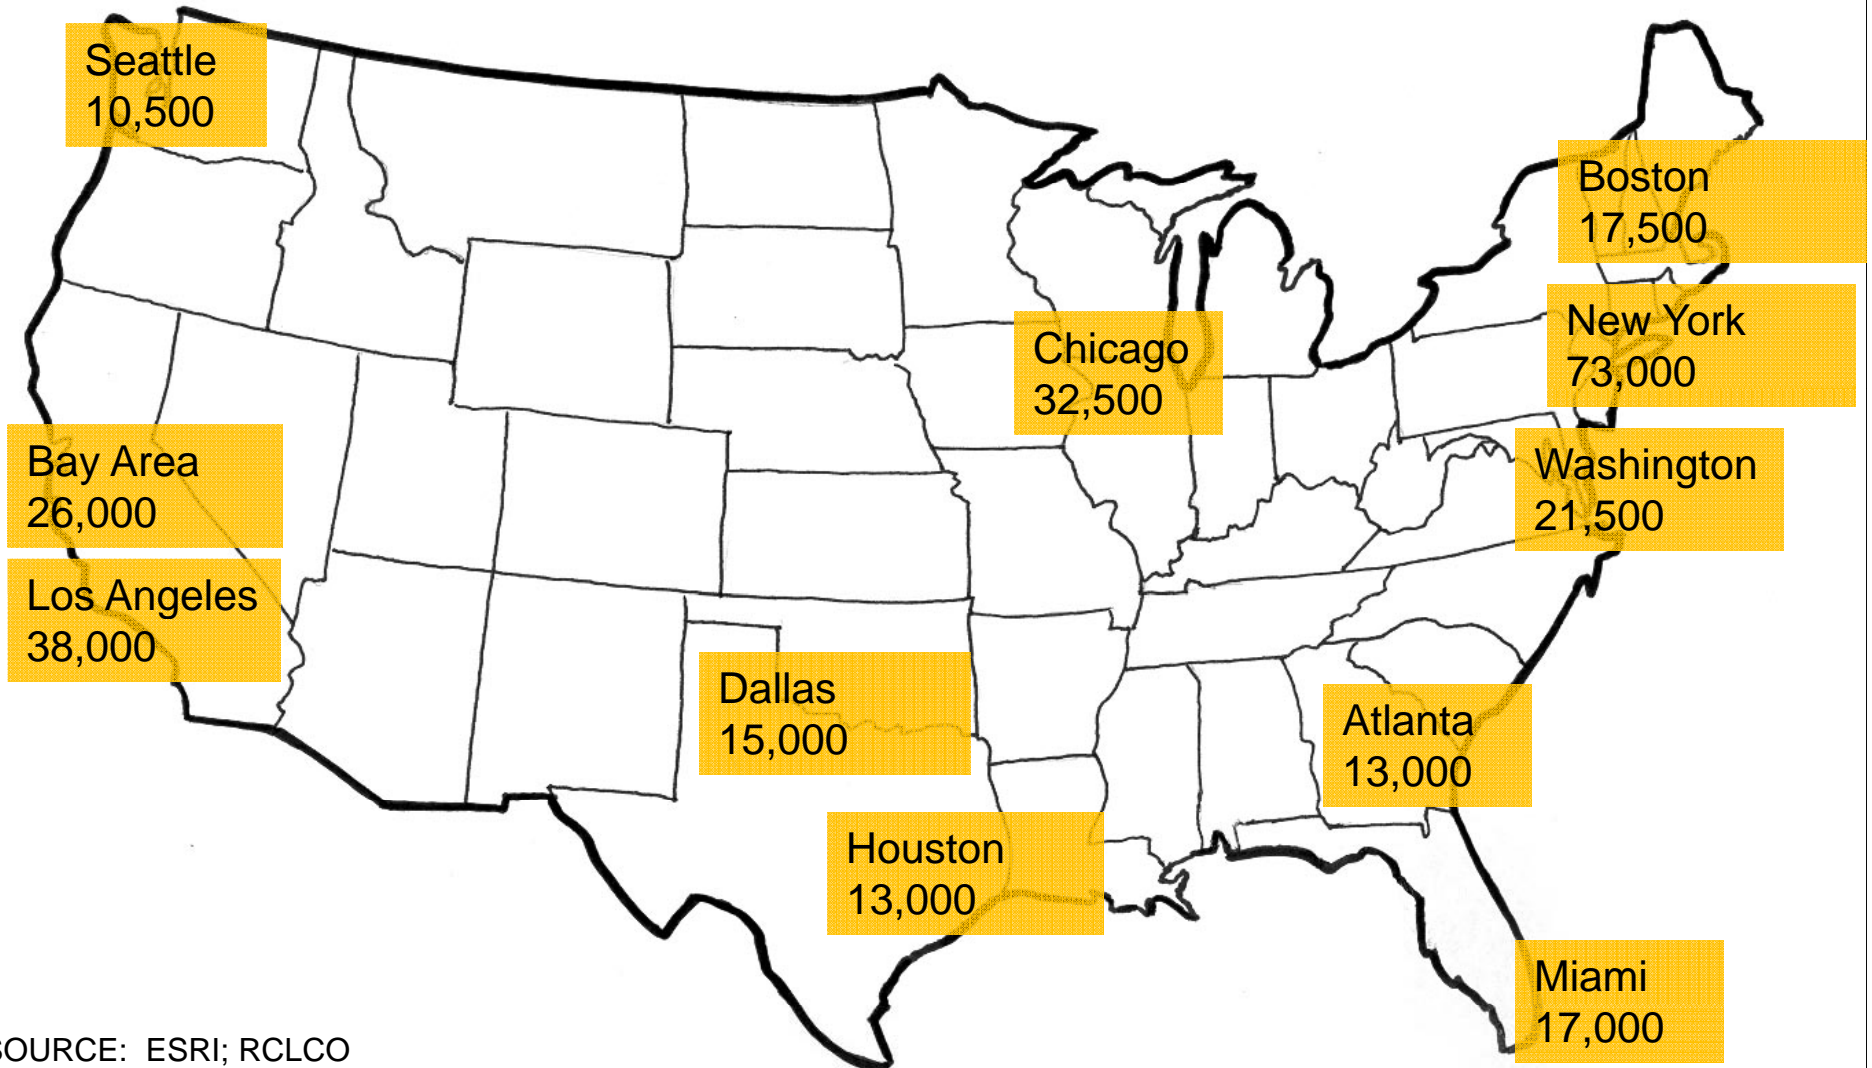 Seattle
10,500
Boston
17,500
New York
73,000
Chicago
32,500
Bay Area
26,000
Washington
21,500
Los Angeles
38,000
Dallas
15,000
Atlanta
13,000
Houston
13,000
Miami
17,000
SOURCE: ESRI; RCLCO